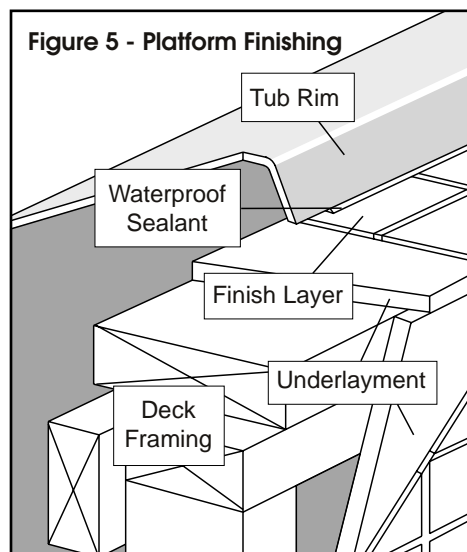 Figure 5 - Platform Finishing
Tub Rim
Waterproof
Sealant
Finish Layer
Underlayment
Deck
Framing